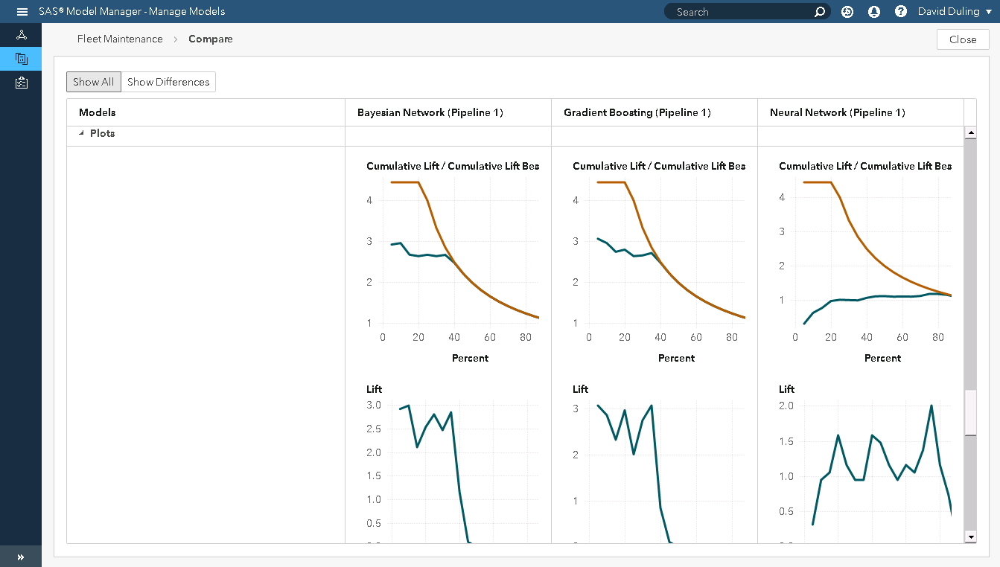 SAS® Model Manager - Manage Models
Search
David Duling
Fleet Maintenance > Compare
Close
Show All
Show Differences
Models
Bayesian Network (Pipeline 1)
Gradient Boosting (Pipeline 1)
Neural Network (Pipeline 1)
Plots
Cumulative Lift / Cumulative Lift Bes
4
3
2
1
0 20 40 60 80
Percent
Lift
3.0
2.5
2.0
1.5
1.0
0.5
Cumulative Lift / Cumulative Lift Bes
4
3
2
1
0 20 40 60 80
Percent
Lift
3
2
1
Cumulative Lift / Cumulative Lift Bes
4
3
2
1
0 20 40 60 80
Percent
Lift
2.0
1.5
1.0
0.5